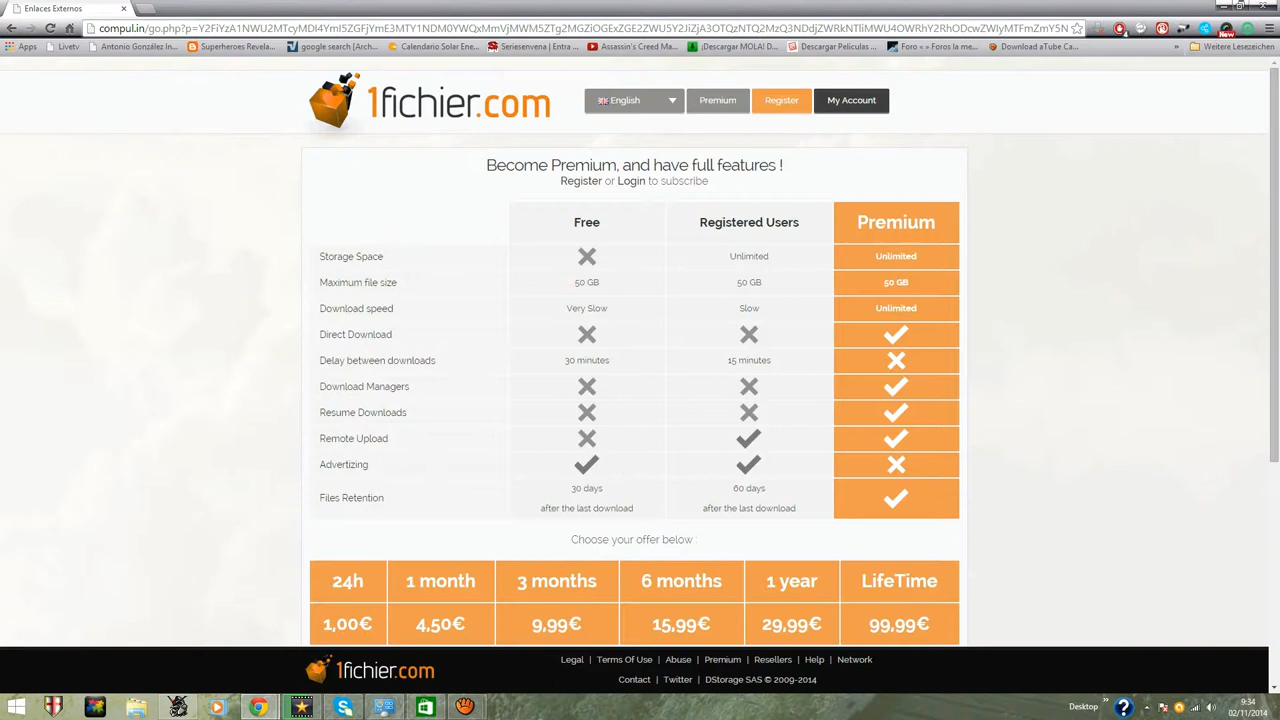 Enlaces Externos
Apps Livetv Antonio González In... Superheroes Revela... google search [Arch... Calendario Solar Ene... Seriesenvena | Entra ... Assassin's Creed Ma... ¡Descargar MOLA! D... Descargar Peliculas ... Foro « » Foros la me... Download aTube Ca... » Weitere Lesezeichen
1fichier.com
English Premium Register My Account
Become Premium, and have full features !
Register or Login to subscribe
Free Registered Users Premium
Storage Space Unlimited Unlimited
Maximum file size 50 GB 50 GB 50 GB
Download speed Very Slow Slow Unlimited
Direct Download
Delay between downloads 30 minutes 15 minutes
Download Managers
Resume Downloads
Remote Upload
Advertizing
Files Retention
30 days 60 days
after the last download after the last download
Choose your offer below :
24h 1 month 3 months 6 months 1 year LifeTime
1,00€ 4,50€ 9,99€ 15,99€ 29,99€ 99,99€
1fichier.com
Legal | Terms Of Use | Abuse | Premium | Resellers | Help | Network
Contact | Twitter | DStorage SAS © 2009-2014
Desktop »
9:34
02/11/2014